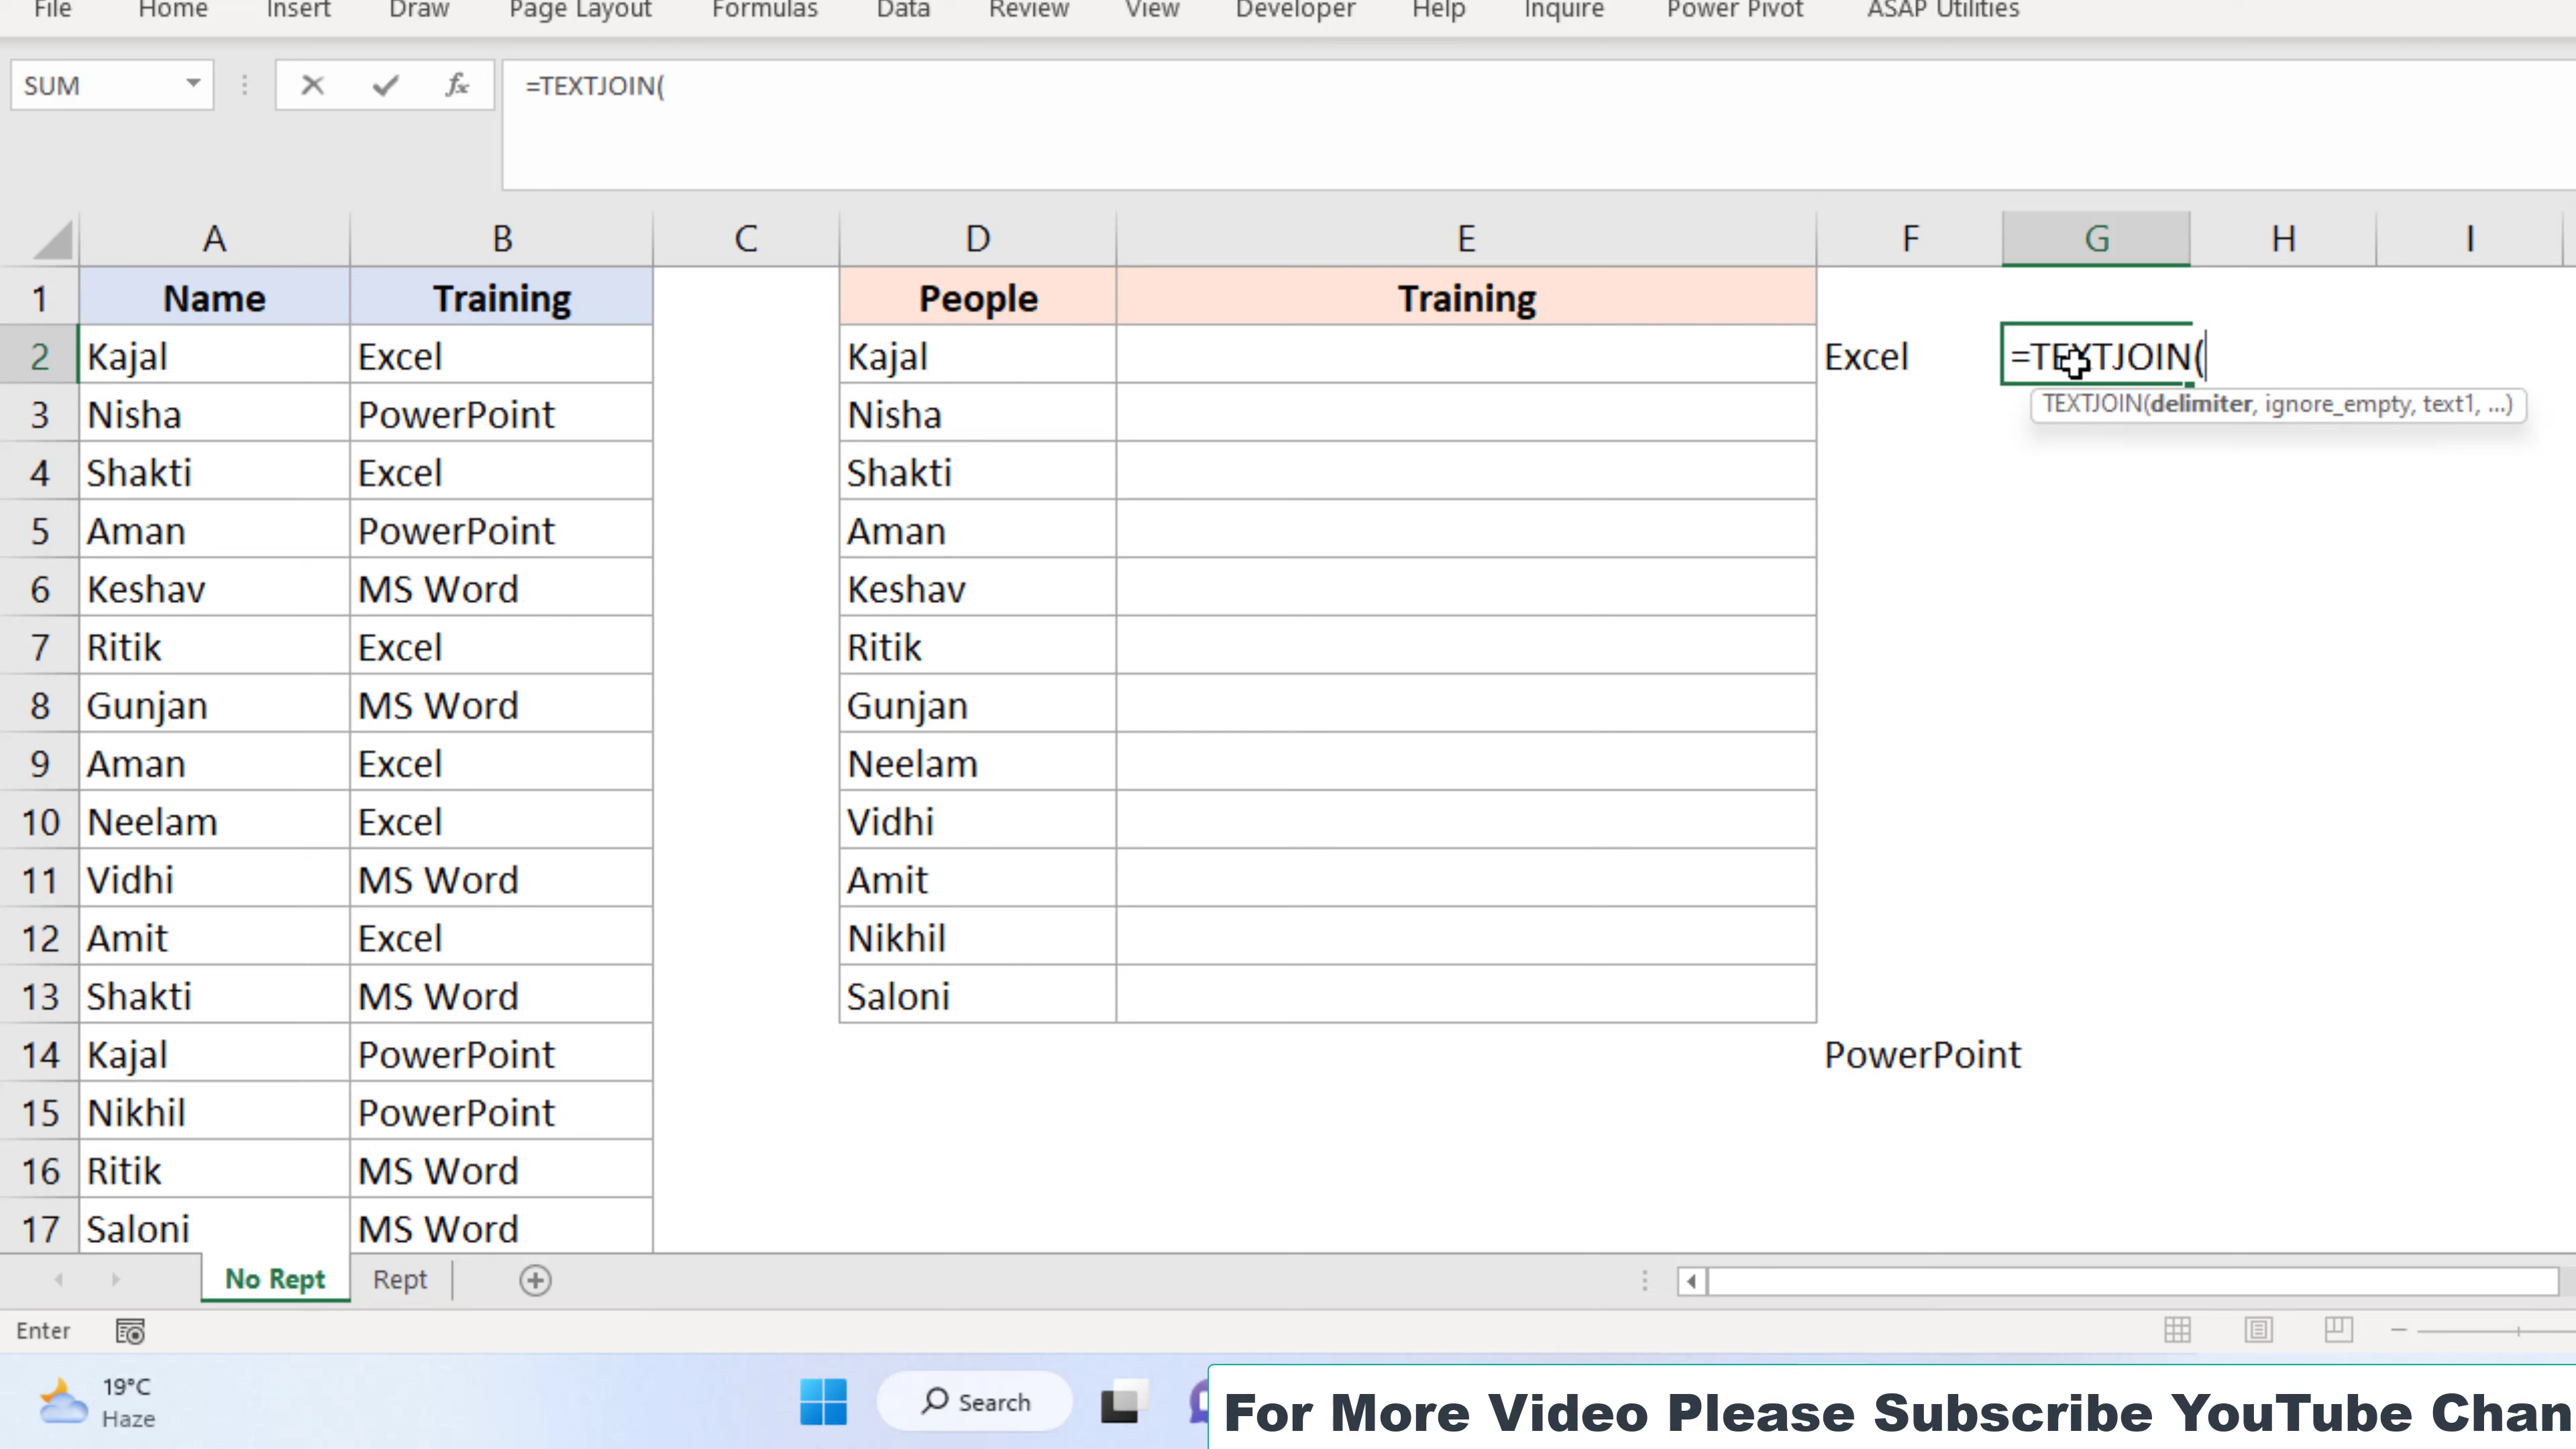 File Home Insert Draw Page Layout Formulas Data Review View Developer Help Inquire Power Pivot ASAP Utilities
SUM =TEXTJOIN(
A B C D E F G H I
1 Name Training People Training
2 Kajal Excel Kajal Excel =TEXTJOIN(
TEXTJOIN(delimiter, ignore_empty, text1, ...)
3 Nisha PowerPoint Nisha
4 Shakti Excel Shakti
5 Aman PowerPoint Aman
6 Keshav MS Word Keshav
7 Ritik Excel Ritik
8 Gunjan MS Word Gunjan
9 Aman Excel Neelam
10 Neelam Excel Vidhi
11 Vidhi MS Word Amit
12 Amit Excel Nikhil
13 Shakti MS Word Saloni
14 Kajal PowerPoint PowerPoint
15 Nikhil PowerPoint
16 Ritik MS Word
17 Saloni MS Word
No Rept Rept
Enter
19°C
Haze
Search
For More Video Please Subscribe YouTube Chan